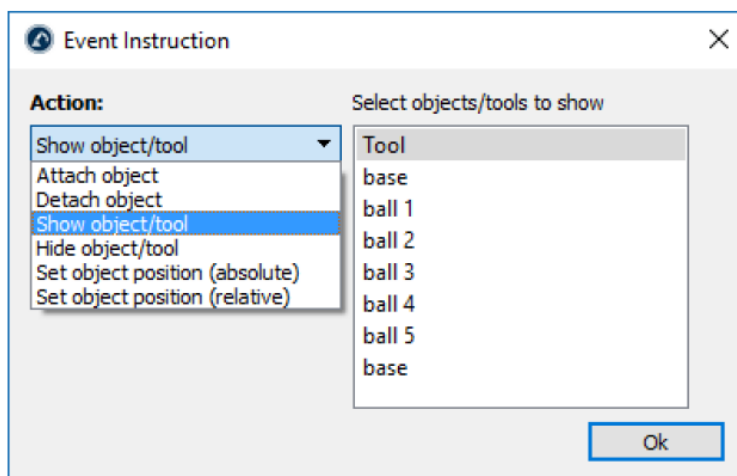 Event Instruction
Action:
Show object/tool
Attach object
Detach object
Show object/tool
Hide object/tool
Set object position (absolute)
Set object position (relative)
Select objects/tools to show
Tool
base
ball 1
ball 2
ball 3
ball 4
ball 5
base
Ok